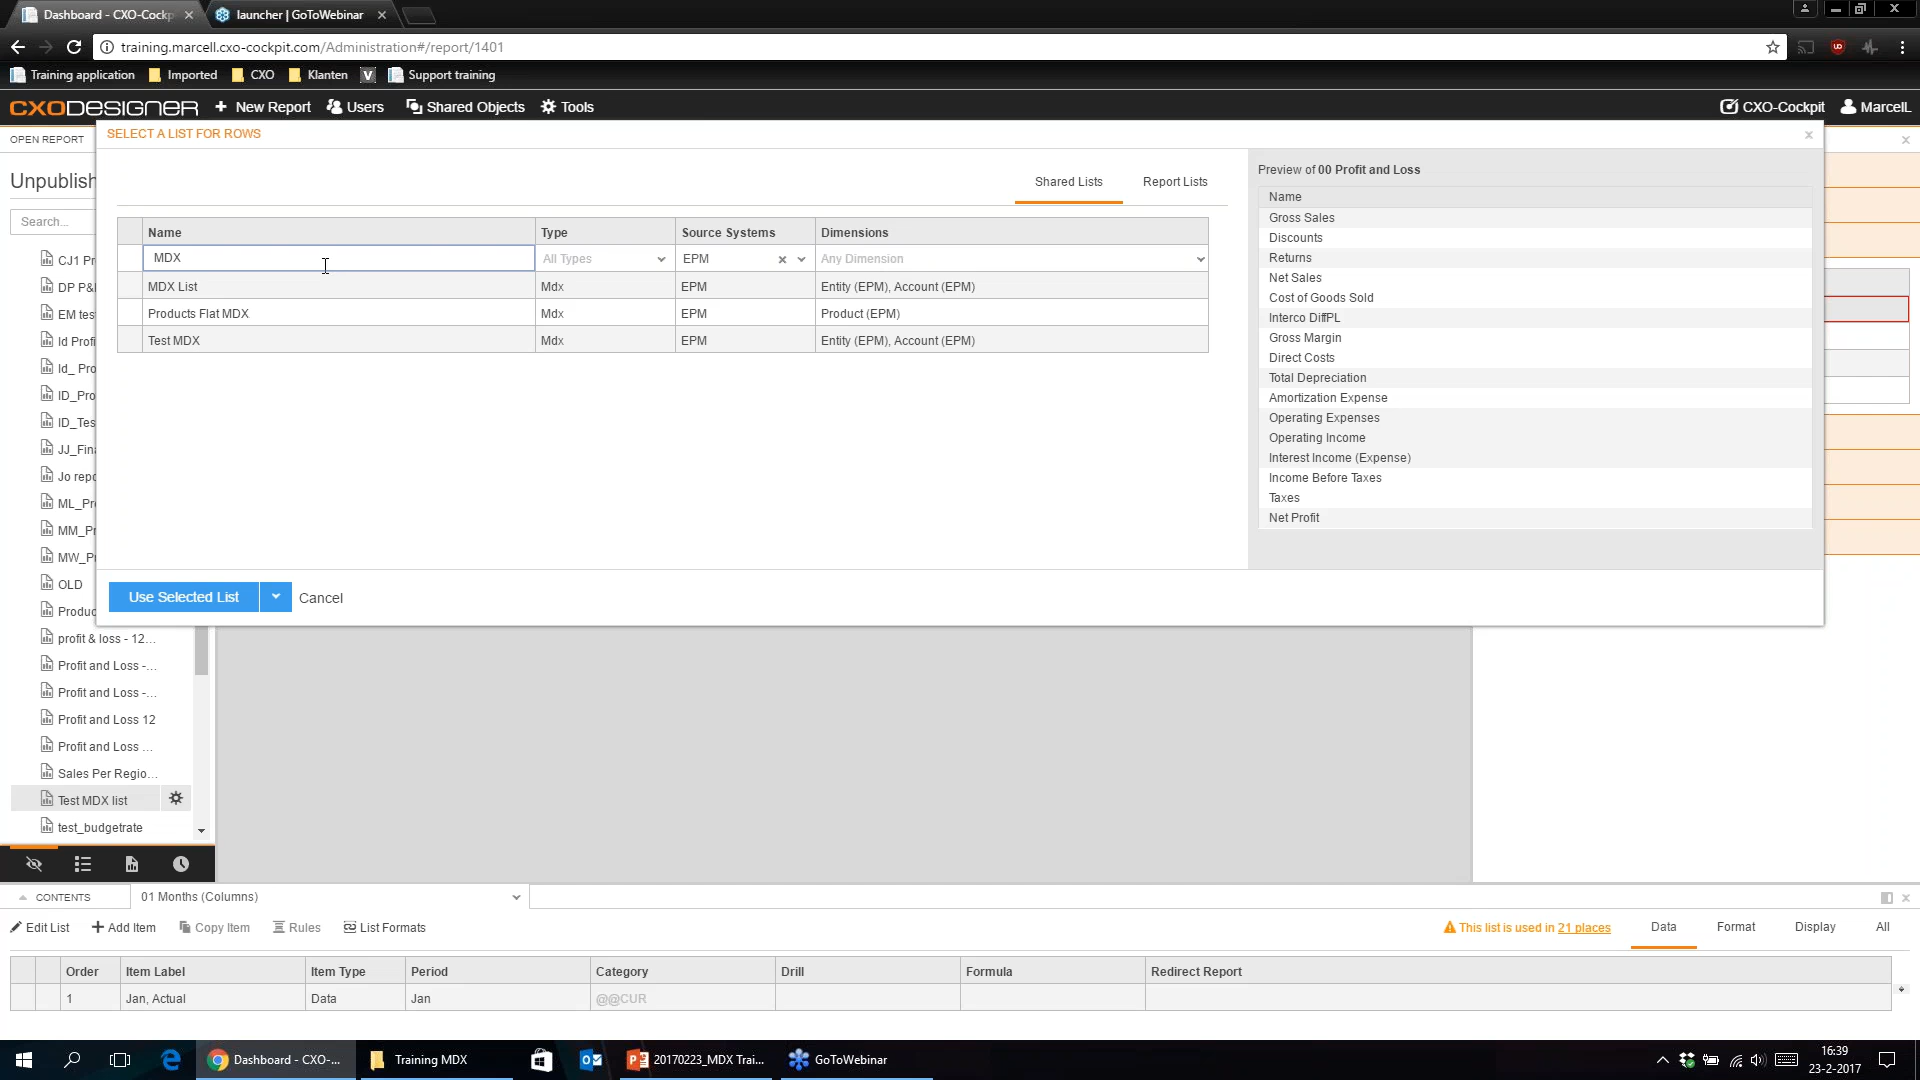 Dashboard - CXO-Cockp
launcher | GoToWebinar
training.marcell.cxo-cockpit.com/Administration#/report/1401
Training application
Imported
CXO
Klanten
V
Support training
CXODESIGNER
New Report
Users
Shared Objects
Tools
CXO-Cockpit
MarcelL
OPEN REPORT
SELECT A LIST FOR ROWS
Unpublish
Search...
Shared Lists
Report Lists
Name Type Source Systems Dimensions
MDX All Types EPM Any Dimension
MDX List Mdx EPM Entity (EPM), Account (EPM)
Products Flat MDX Mdx EPM Product (EPM)
Test MDX Mdx EPM Entity (EPM), Account (EPM)
Preview of 00 Profit and Loss
Name
Gross Sales
Discounts
Returns
Net Sales
Cost of Goods Sold
Interco DiffPL
Gross Margin
Direct Costs
Total Depreciation
Amortization Expense
Operating Expenses
Operating Income
Interest Income (Expense)
Income Before Taxes
Taxes
Net Profit
Use Selected List
Cancel
CJ1 Pr
DP P&
EM tes
Id Profi
Id_ Pro
ID_Pro
ID_Tes
JJ_Fin
Jo repo
ML_Pr
MM_Pr
MW_P
OLD
Produc
profit & loss - 12...
Profit and Loss -...
Profit and Loss -...
Profit and Loss 12
Profit and Loss ...
Sales Per Regio...
Test MDX list
test_budgetrate
CONTENTS
01 Months (Columns)
Edit List
Add Item
Copy Item
Rules
List Formats
This list is used in 21 places
Data
Format
Display
All
Order Item Label Item Type Period Category Drill Formula Redirect Report
1 Jan, Actual Data Jan @@CUR
Dashboard - CXO-...
Training MDX
20170223_MDX Trai...
GoToWebinar
16:39
23-2-2017